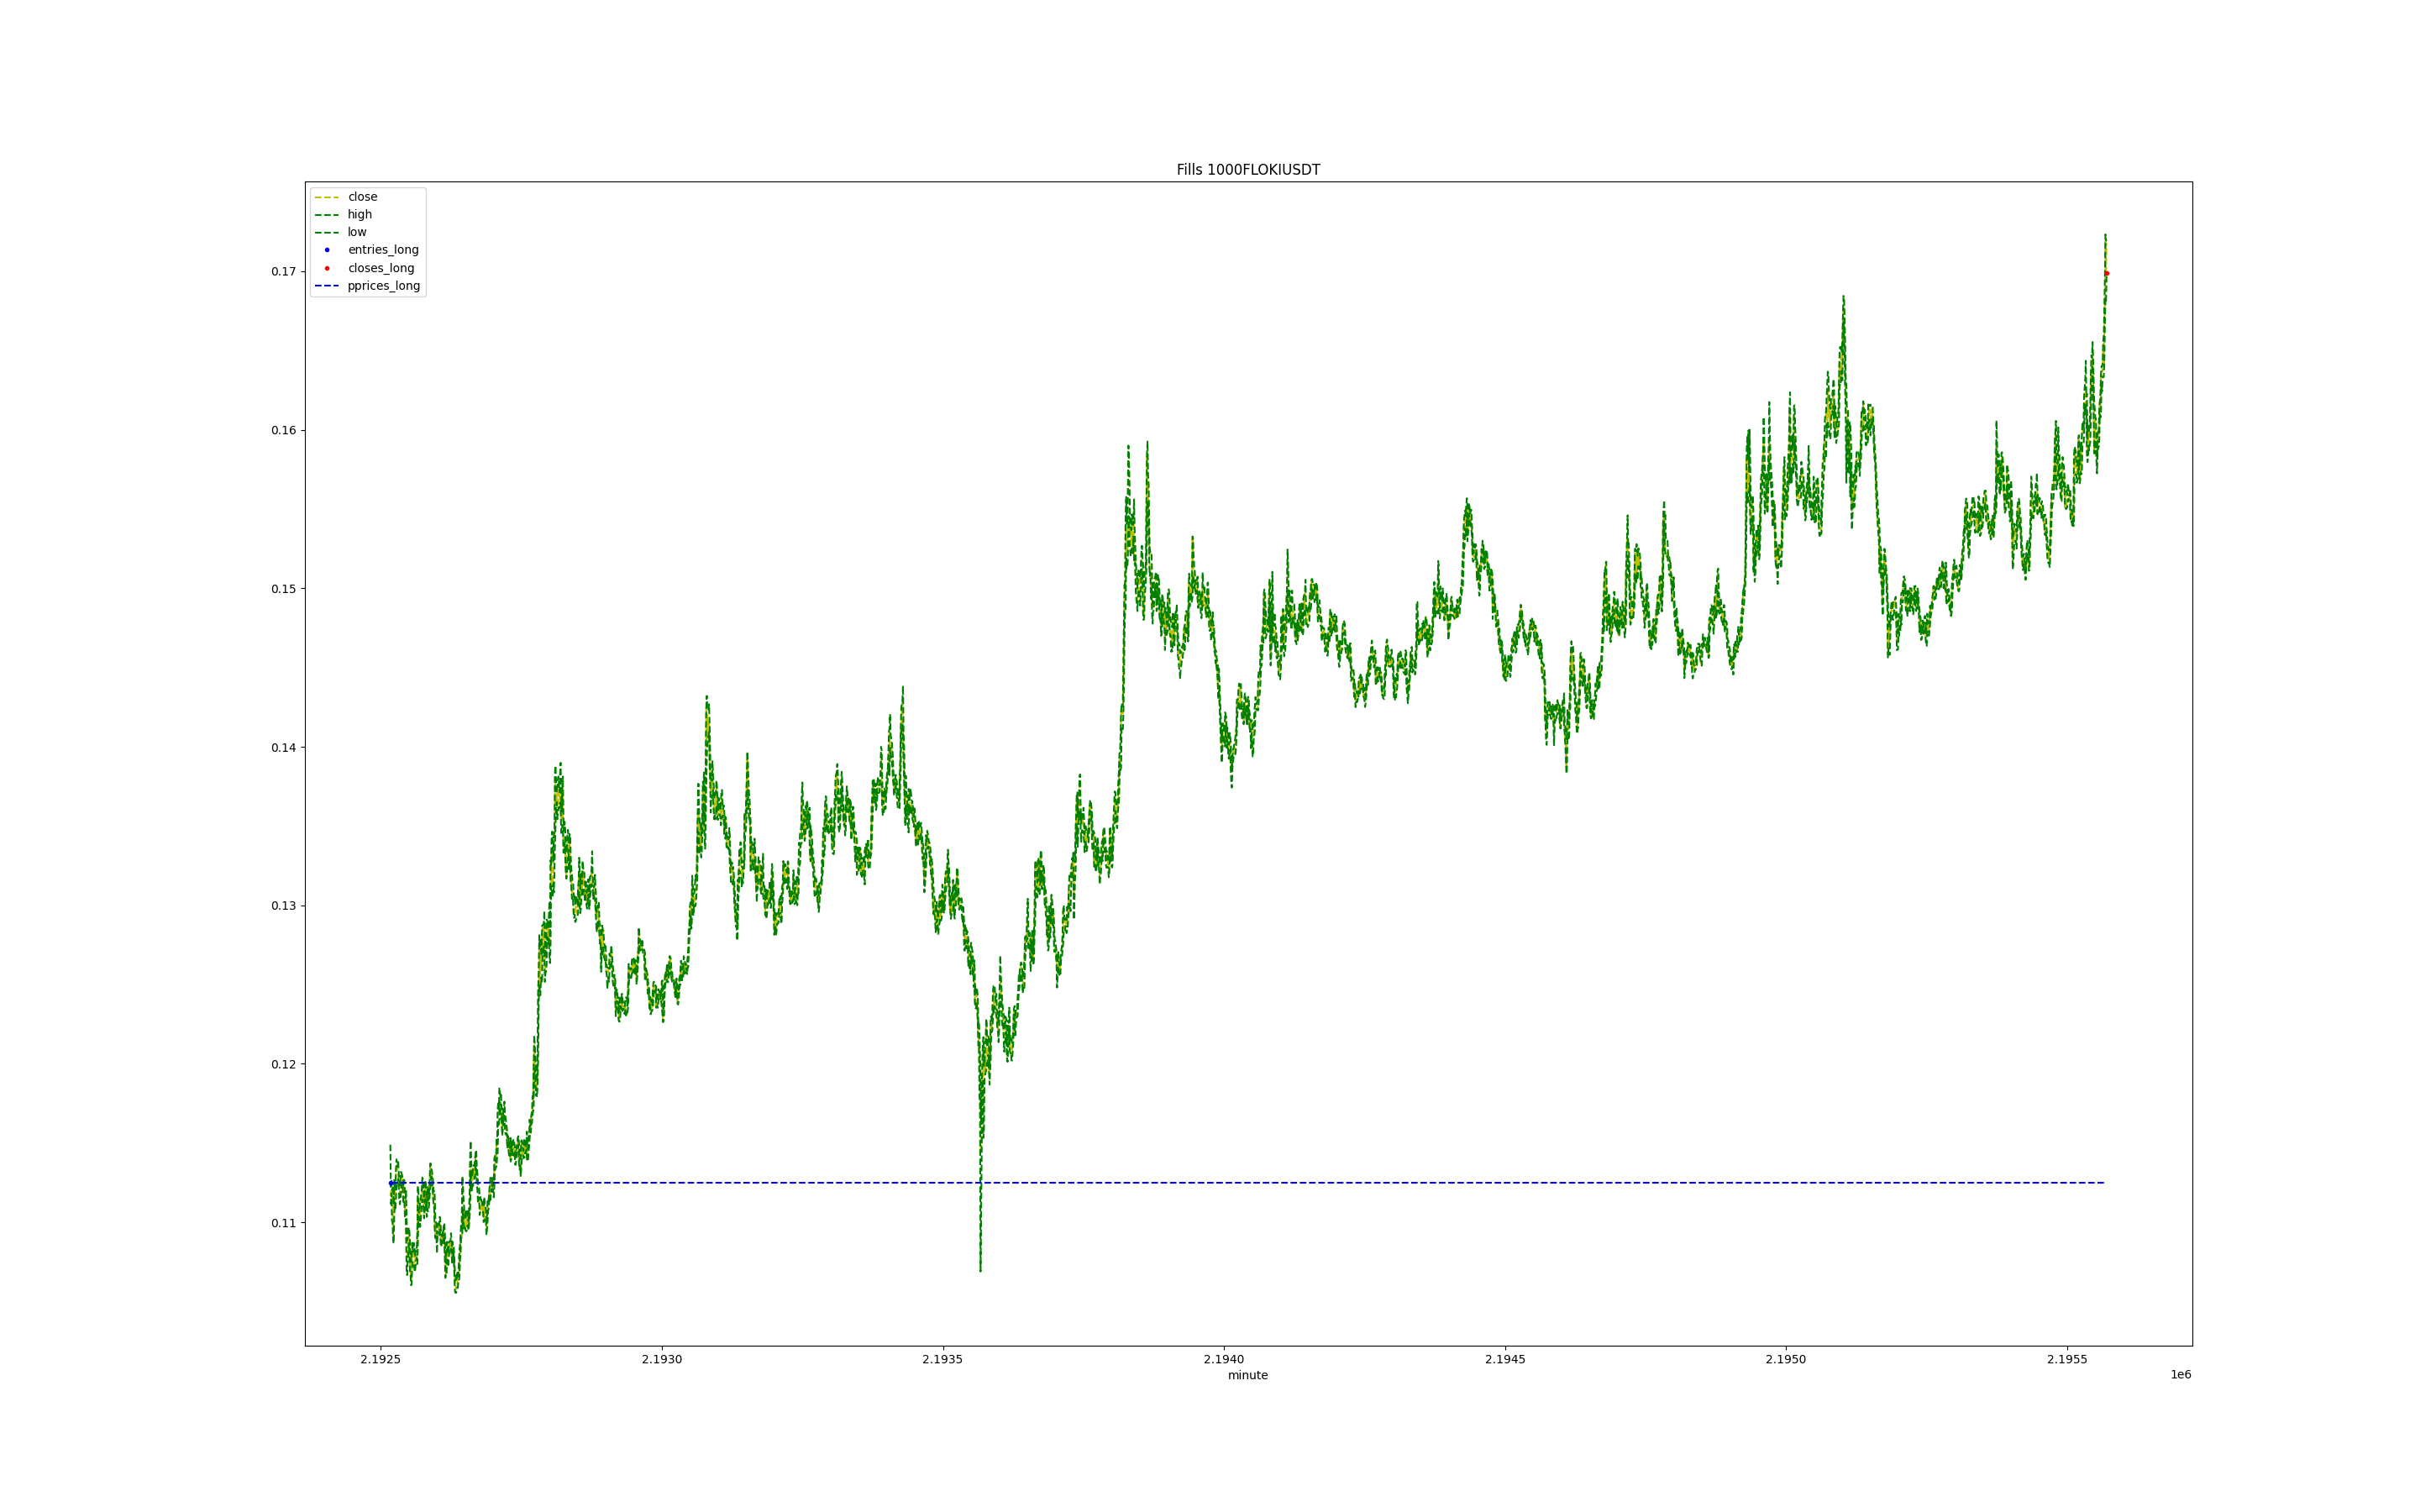 Fills 1000FLOKIUSDT
close
high
low
entries_long
closes_long
pprices_long
0.17
0.16
0.15
0.14
0.13
0.12
0.11
2.1925 2.1930 2.1935 2.1940 2.1945 2.1950 2.1955
minute 1e6